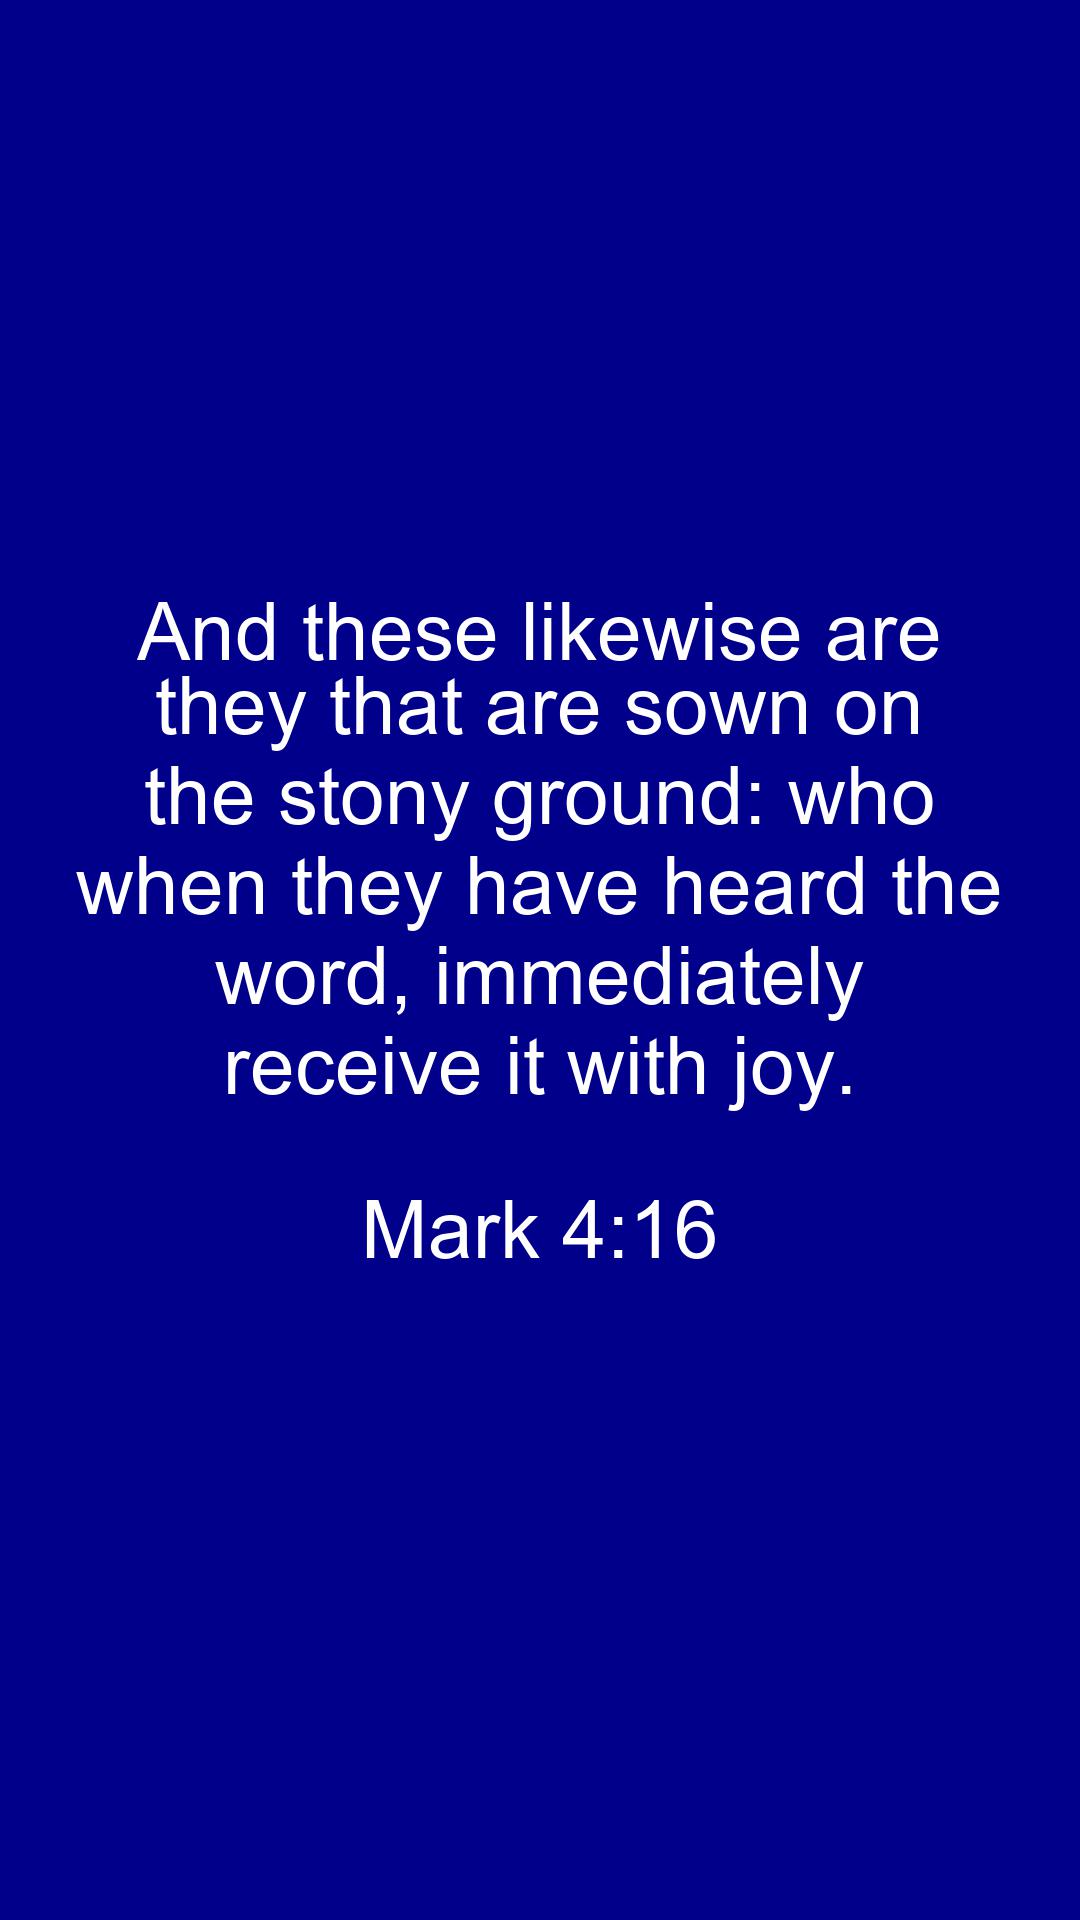 And these likewise are
they that are sown on
the stony ground: who
when they have heard the
word, immediately
receive it with joy.
Mark 4:16